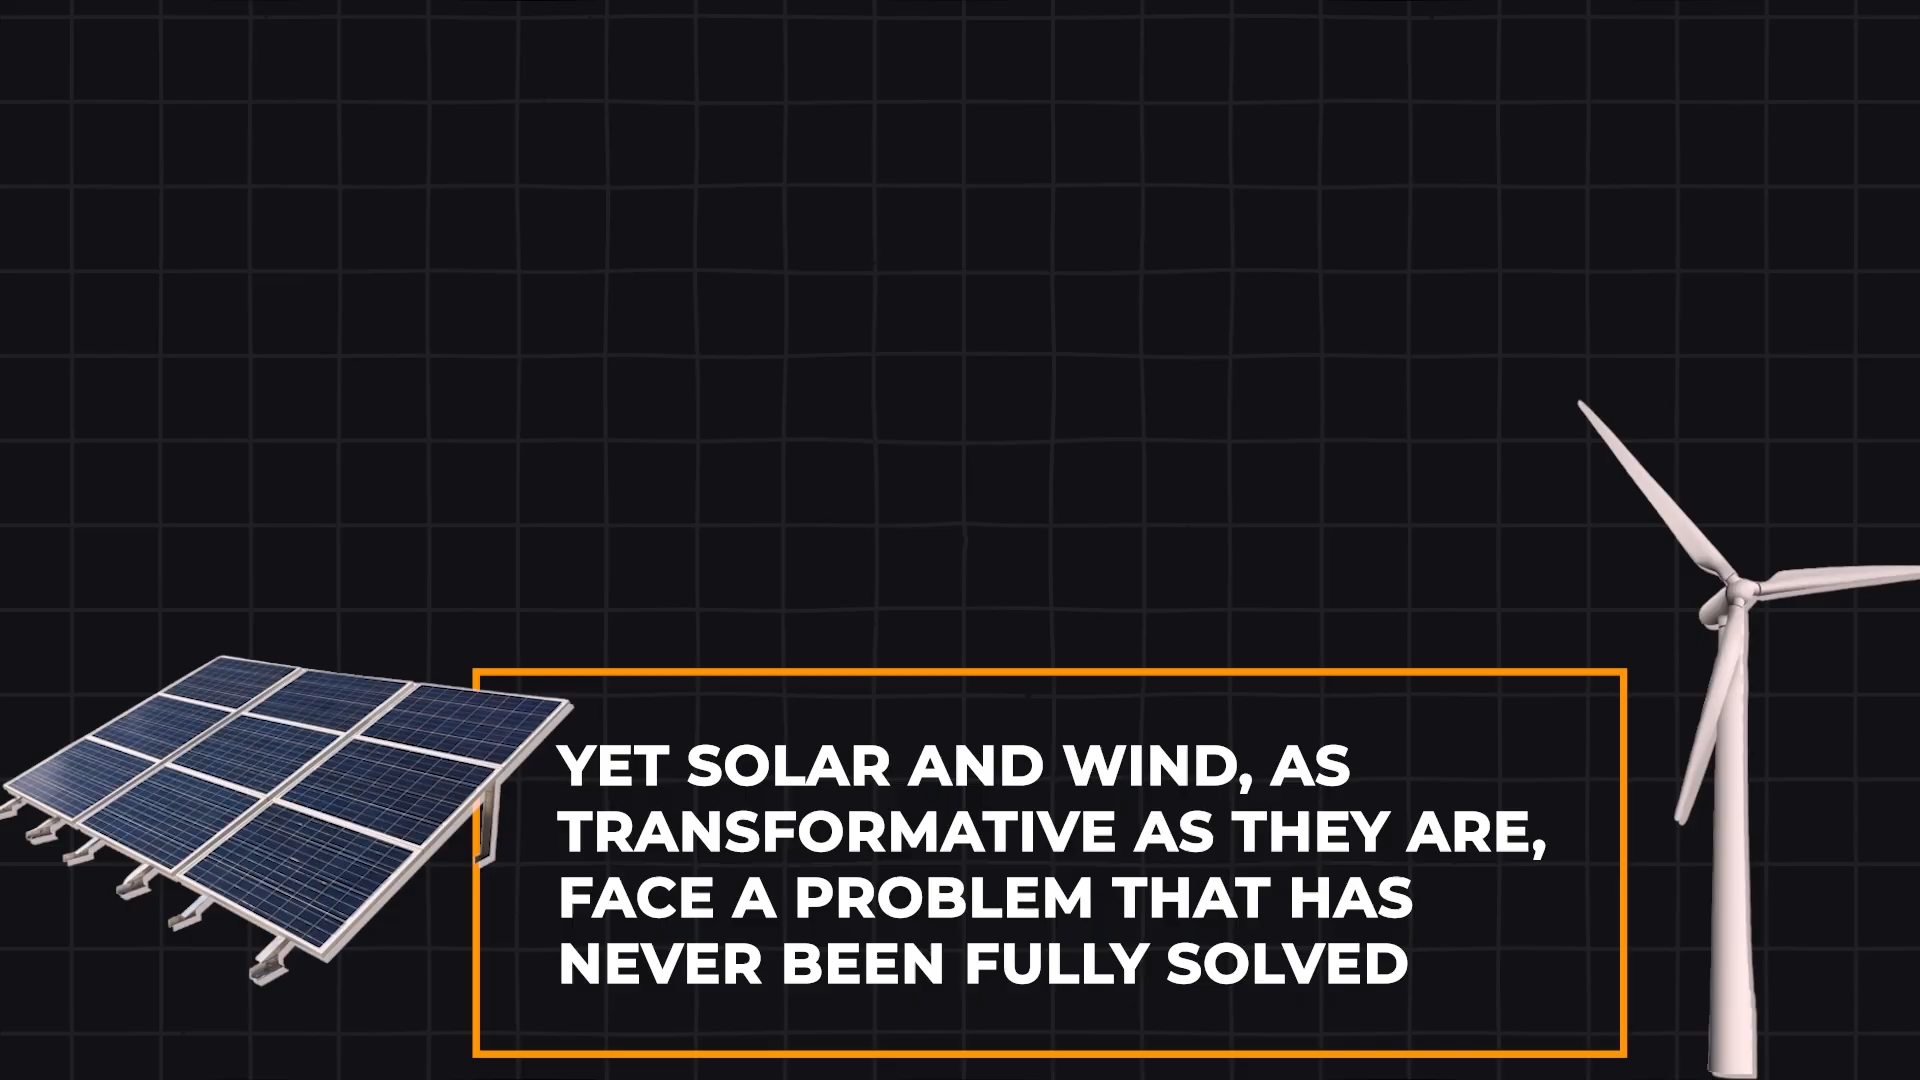 YET SOLAR AND WIND, AS
TRANSFORMATIVE AS THEY ARE,
FACE A PROBLEM THAT HAS
NEVER BEEN FULLY SOLVED